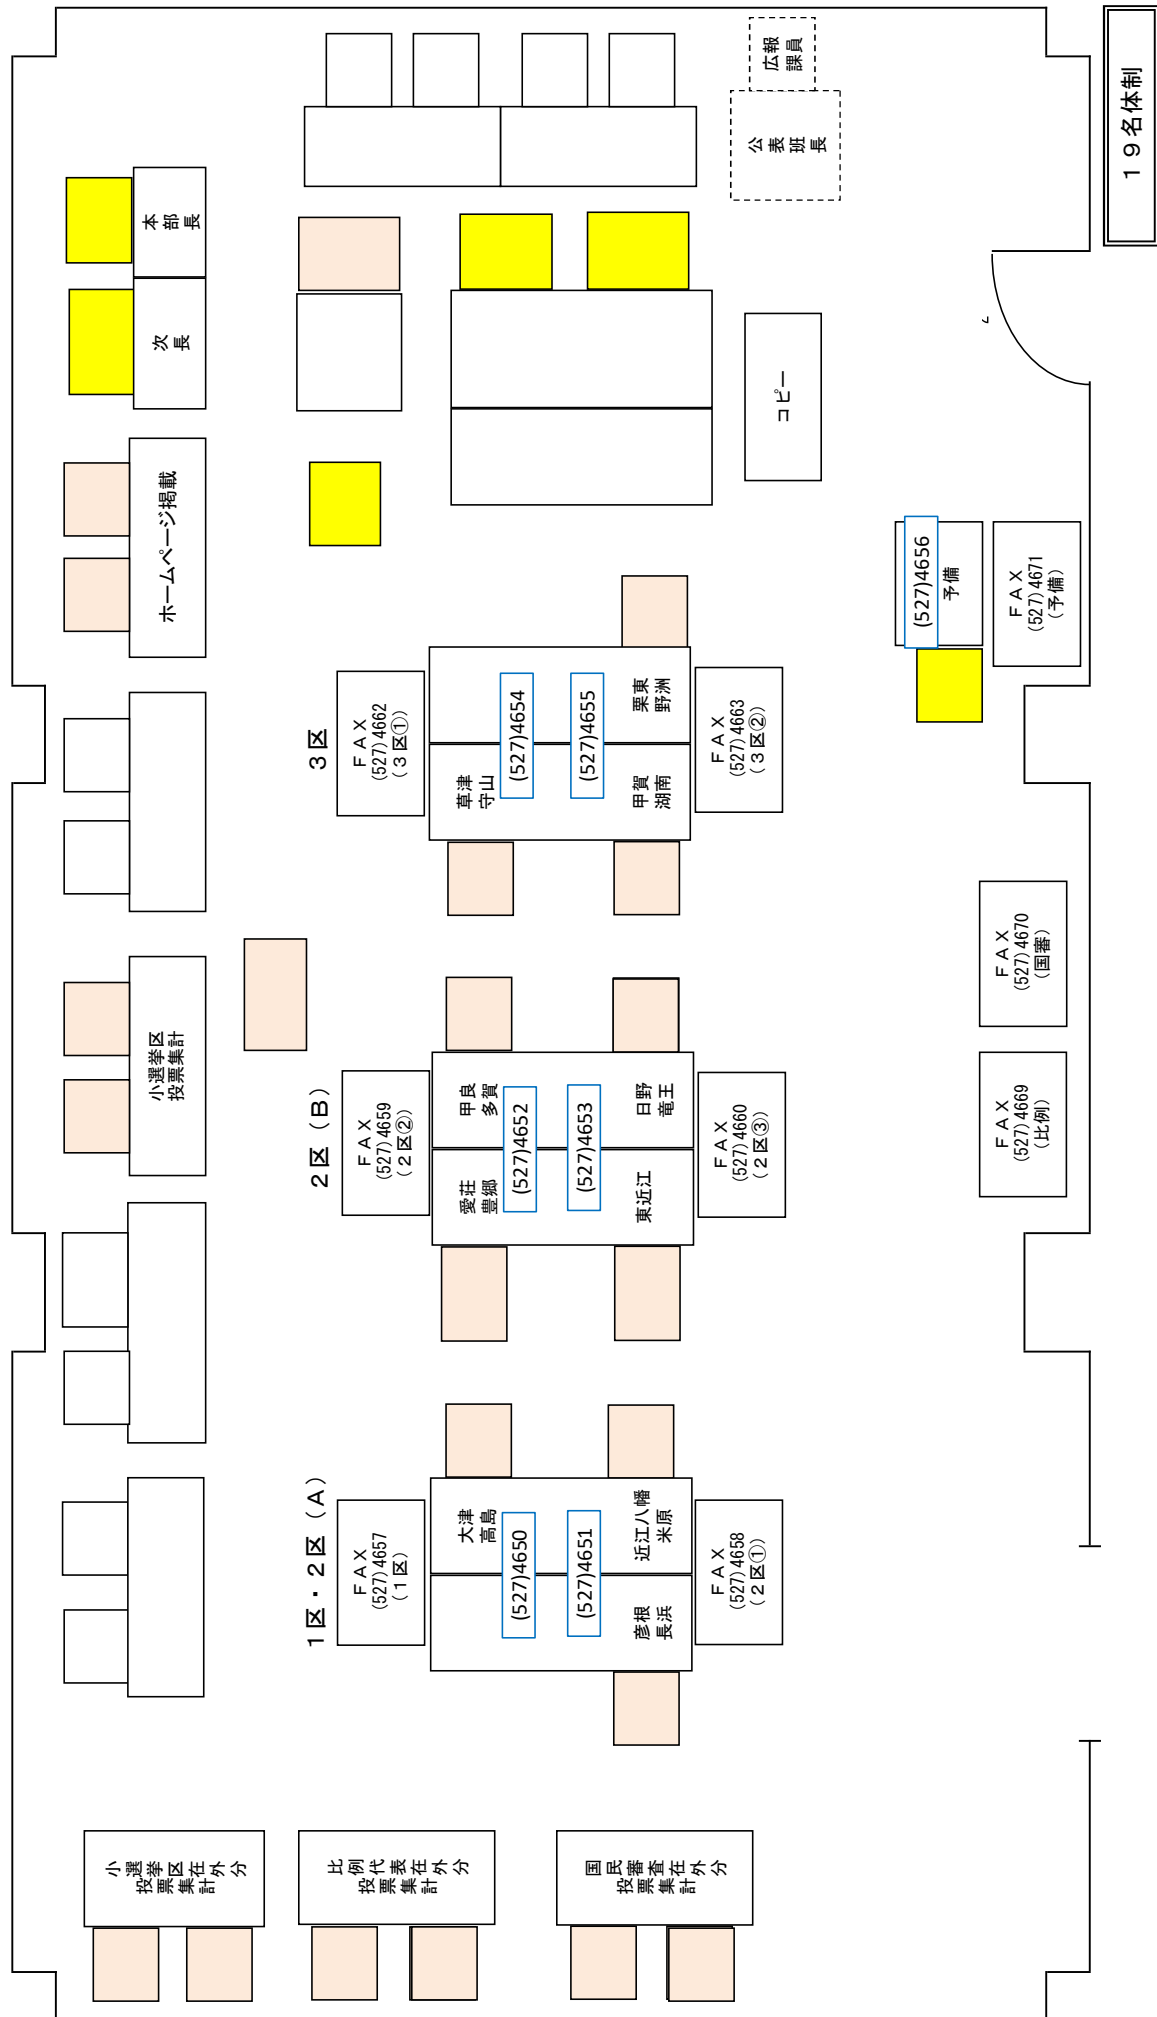 １９名体制
広報
課員
公表班長
本部長
次長
ホームページ掲載
コピー
(527)4656
予備
ＦＡＸ
(527)4671
(予備)
3区
ＦＡＸ
(527)4662
(３区①)
草津
守山
(527)4654
(527)4655
栗東
野洲
甲賀
湖南
ＦＡＸ
(527)4663
(３区②)
小選挙区
投票集計
2区（B）
ＦＡＸ
(527)4659
(２区②)
甲良
多賀
愛荘
豊郷
(527)4652
(527)4653
日野
竜王
東近江
ＦＡＸ
(527)4660
(２区③)
ＦＡＸ
(527)4670
(国審)
ＦＡＸ
(527)4669
(比例)
1区・2区（A）
ＦＡＸ
(527)4657
(１区)
大津
高島
(527)4650
(527)4651
近江八幡
米原
彦根
長浜
ＦＡＸ
(527)4658
(２区①)
小選挙区在外分
投票集計
比例代表在外分
投票集計
国民審査在外分
投票集計